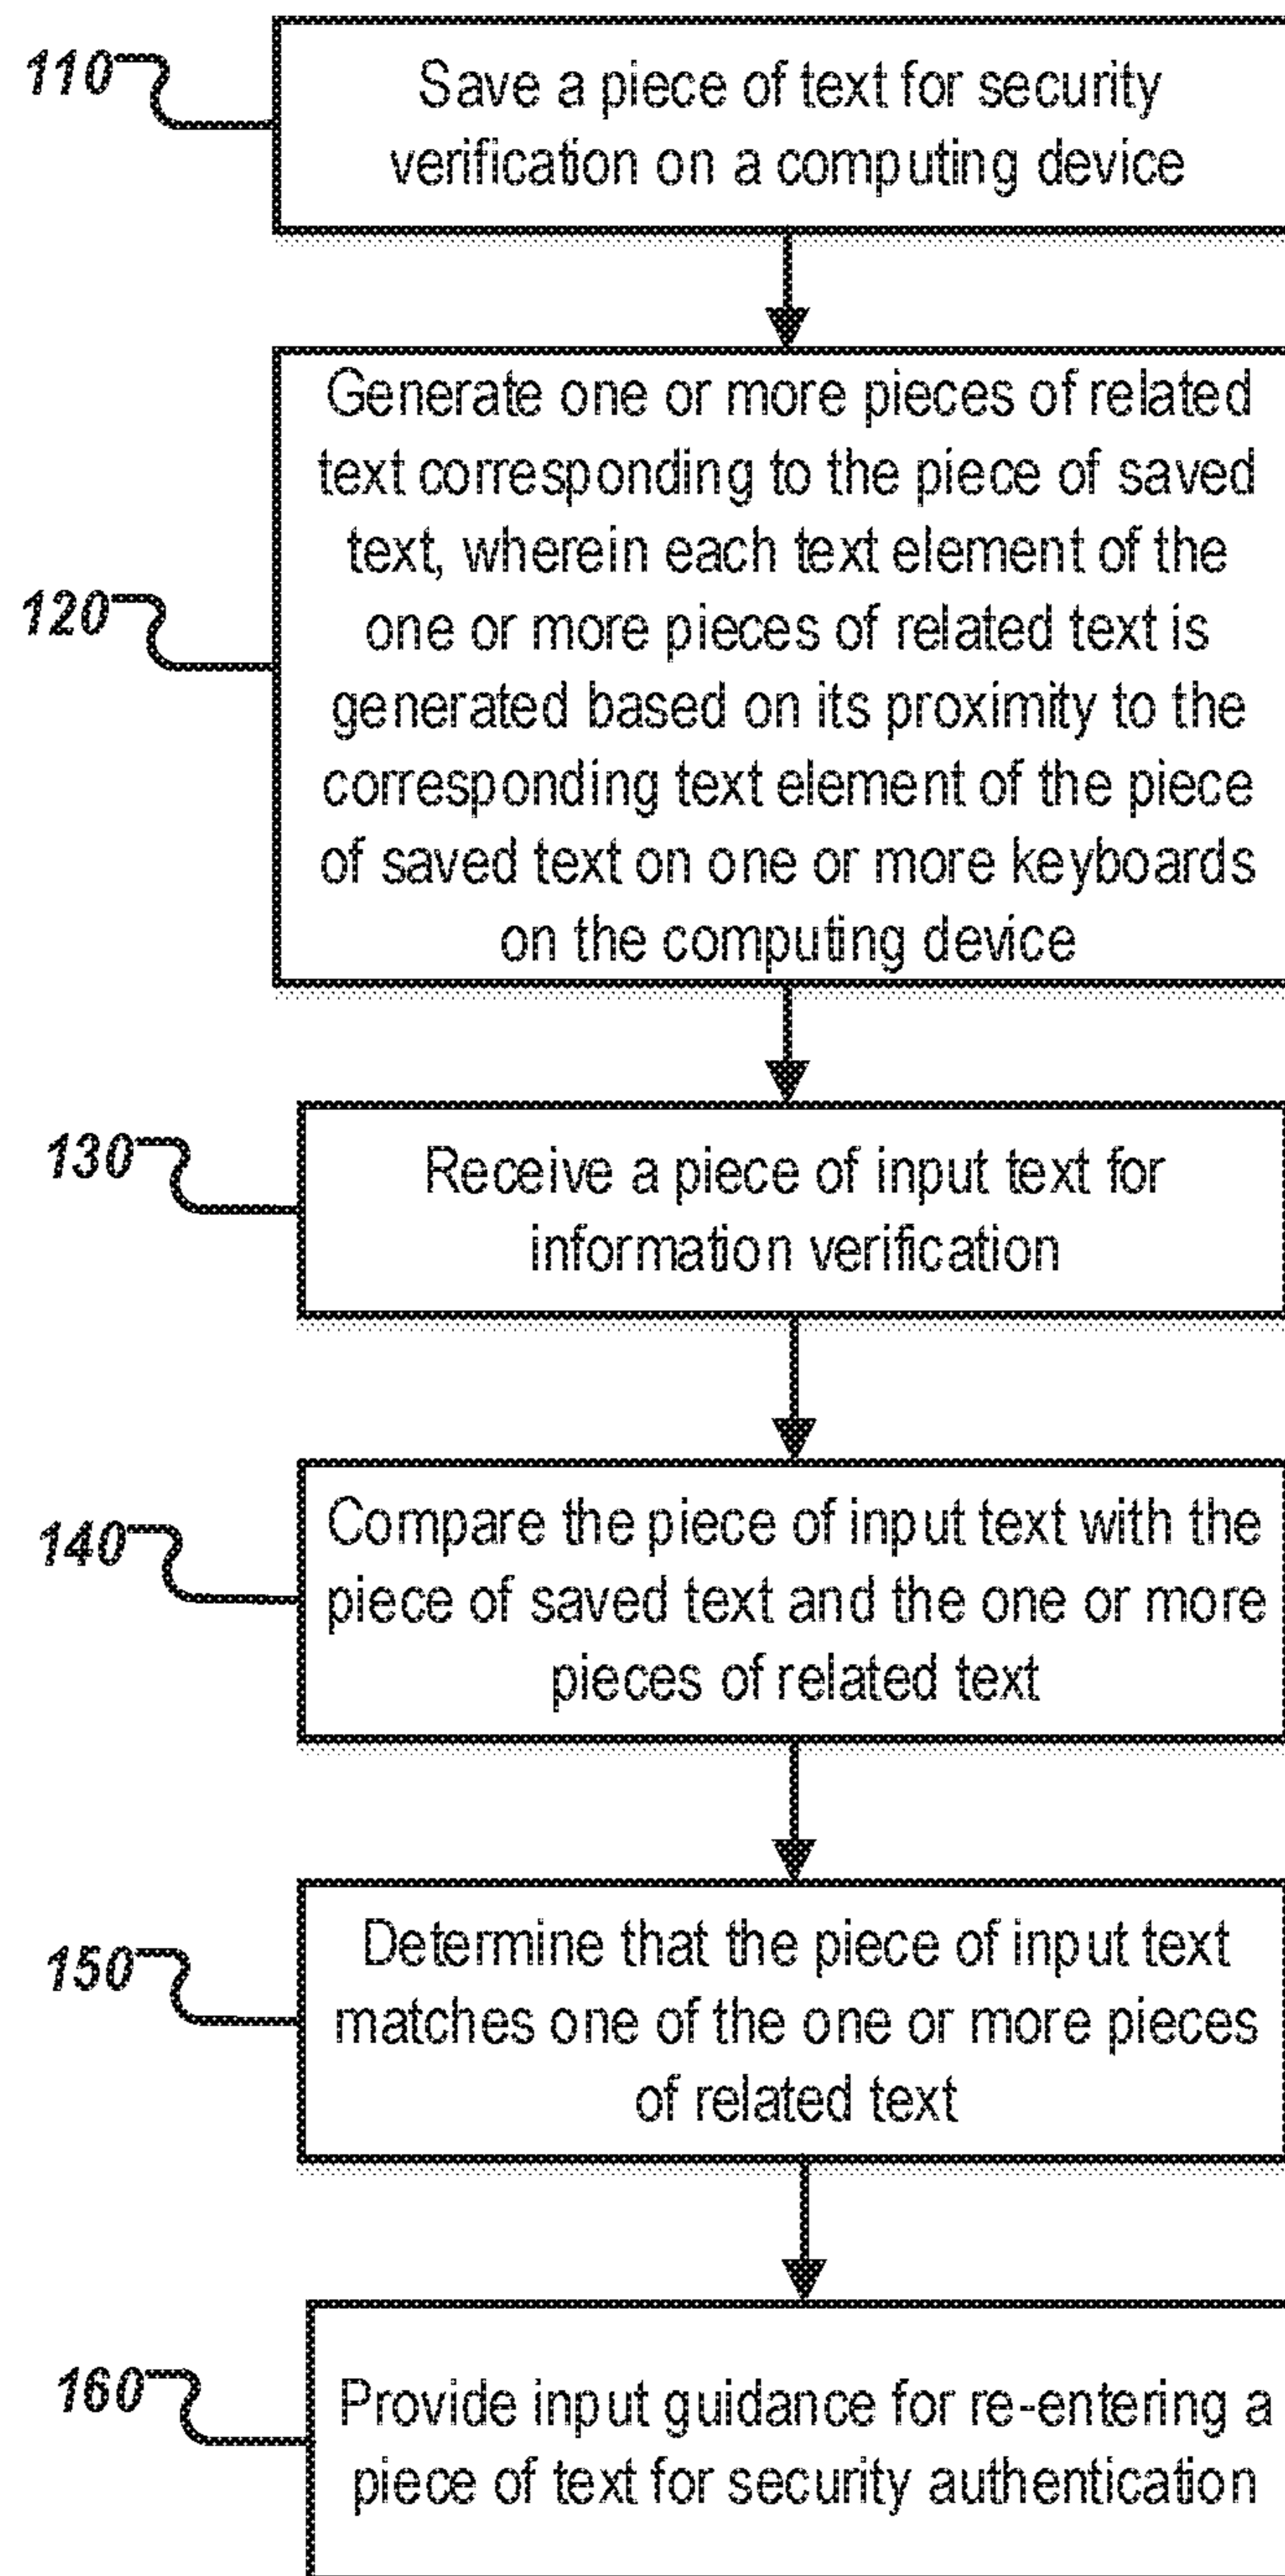 110
Save a piece of text for security
verification on a computing device
120
Generate one or more pieces of related
text corresponding to the piece of saved
text, wherein each text element of the
one or more pieces of related text is
generated based on its proximity to the
corresponding text element of the piece
of saved text on one or more keyboards
on the computing device
130
Receive a piece of input text for
information verification
140
Compare the piece of input text with the
piece of saved text and the one or more
pieces of related text
150
Determine that the piece of input text
matches one of the one or more pieces
of related text
160
Provide input guidance for re-entering a
piece of text for security authentication